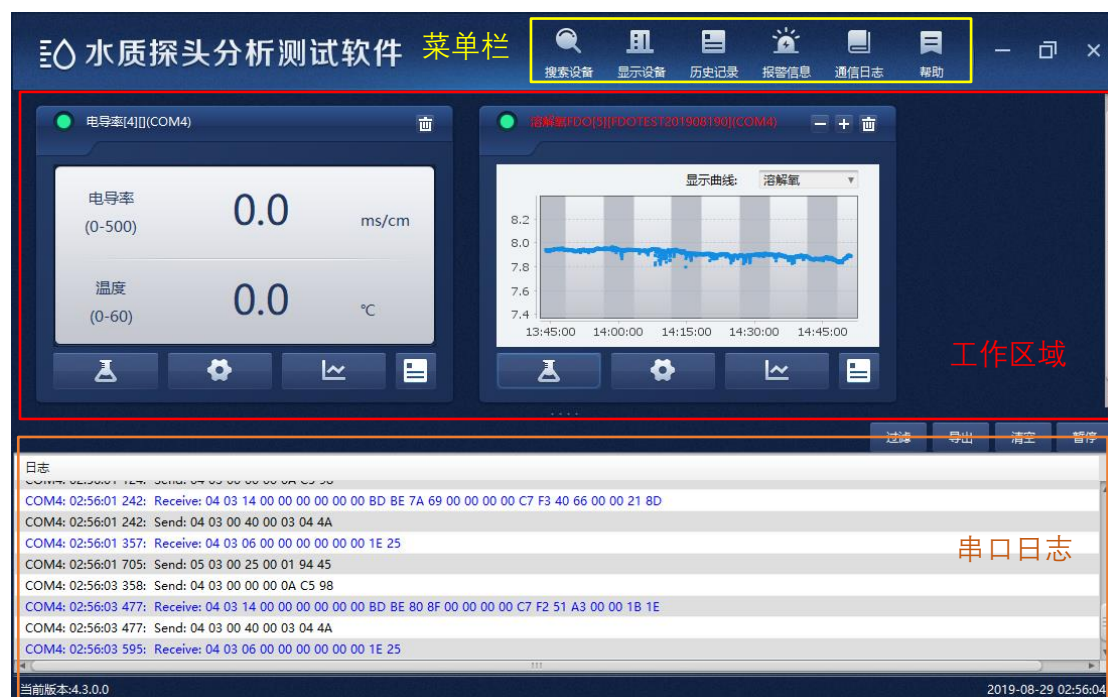 水质探头分析测试软件
菜单栏
搜索设备 显示设备 历史记录 报警信息 通信日志 帮助
电导率[4][](COM4)
溶解氧FDO[5][FDOTEST201908190](COM4)
电导率
(0-500)
0.0
ms/cm
温度
(0-60)
0.0
℃
显示曲线: 溶解氧
8.2
8.0
7.8
7.6
7.4
13:45:00 14:00:00 14:15:00 14:30:00 14:45:00
工作区域
过滤 导出 清空 暂停
日志
COM4: 02:56:01 242: Receive: 04 03 14 00 00 00 00 00 00 BD BE 7A 69 00 00 00 00 C7 F3 40 66 00 00 21 8D
COM4: 02:56:01 242: Send: 04 03 00 40 00 03 04 4A
COM4: 02:56:01 357: Receive: 04 03 06 00 00 00 00 00 00 1E 25
COM4: 02:56:01 705: Send: 05 03 00 25 00 01 94 45
COM4: 02:56:03 358: Send: 04 03 00 00 00 0A C5 98
COM4: 02:56:03 477: Receive: 04 03 14 00 00 00 00 00 00 BD BE 80 8F 00 00 00 00 C7 F2 51 A3 00 00 1B 1E
COM4: 02:56:03 477: Send: 04 03 00 40 00 03 04 4A
COM4: 02:56:03 595: Receive: 04 03 06 00 00 00 00 00 00 1E 25
串口日志
当前版本:4.3.0.0
2019-08-29 02:56:04